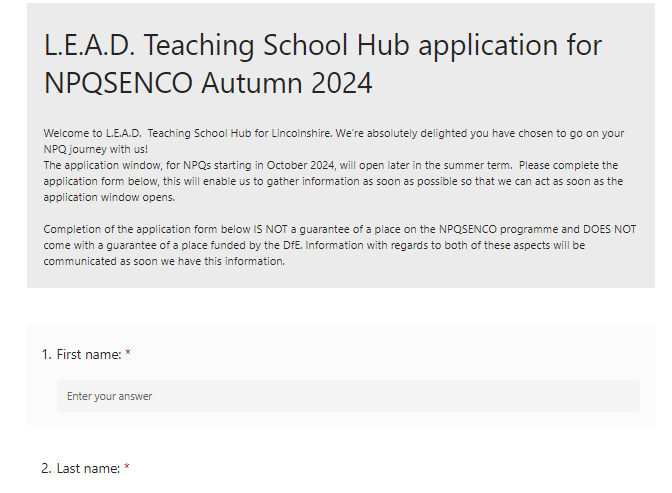 L.E.A.D. Teaching School Hub application for
NPQSENCO Autumn 2024
Welcome to L.E.A.D. Teaching School Hub for Lincolnshire. We're absolutely delighted you have chosen to go on your
NPQ journey with us!
The application window, for NPQs starting in October 2024, will open later in the summer term. Please complete the
application form below, this will enable us to gather information as soon as possible so that we can act as soon as the
application window opens.
Completion of the application form below IS NOT a guarantee of a place on the NPQSENCO programme and DOES NOT
come with a guarantee of a place funded by the DfE. Information with regards to both of these aspects will be
communicated as soon we have this information.
1. First name: *
Enter your answer
2. Last name: *